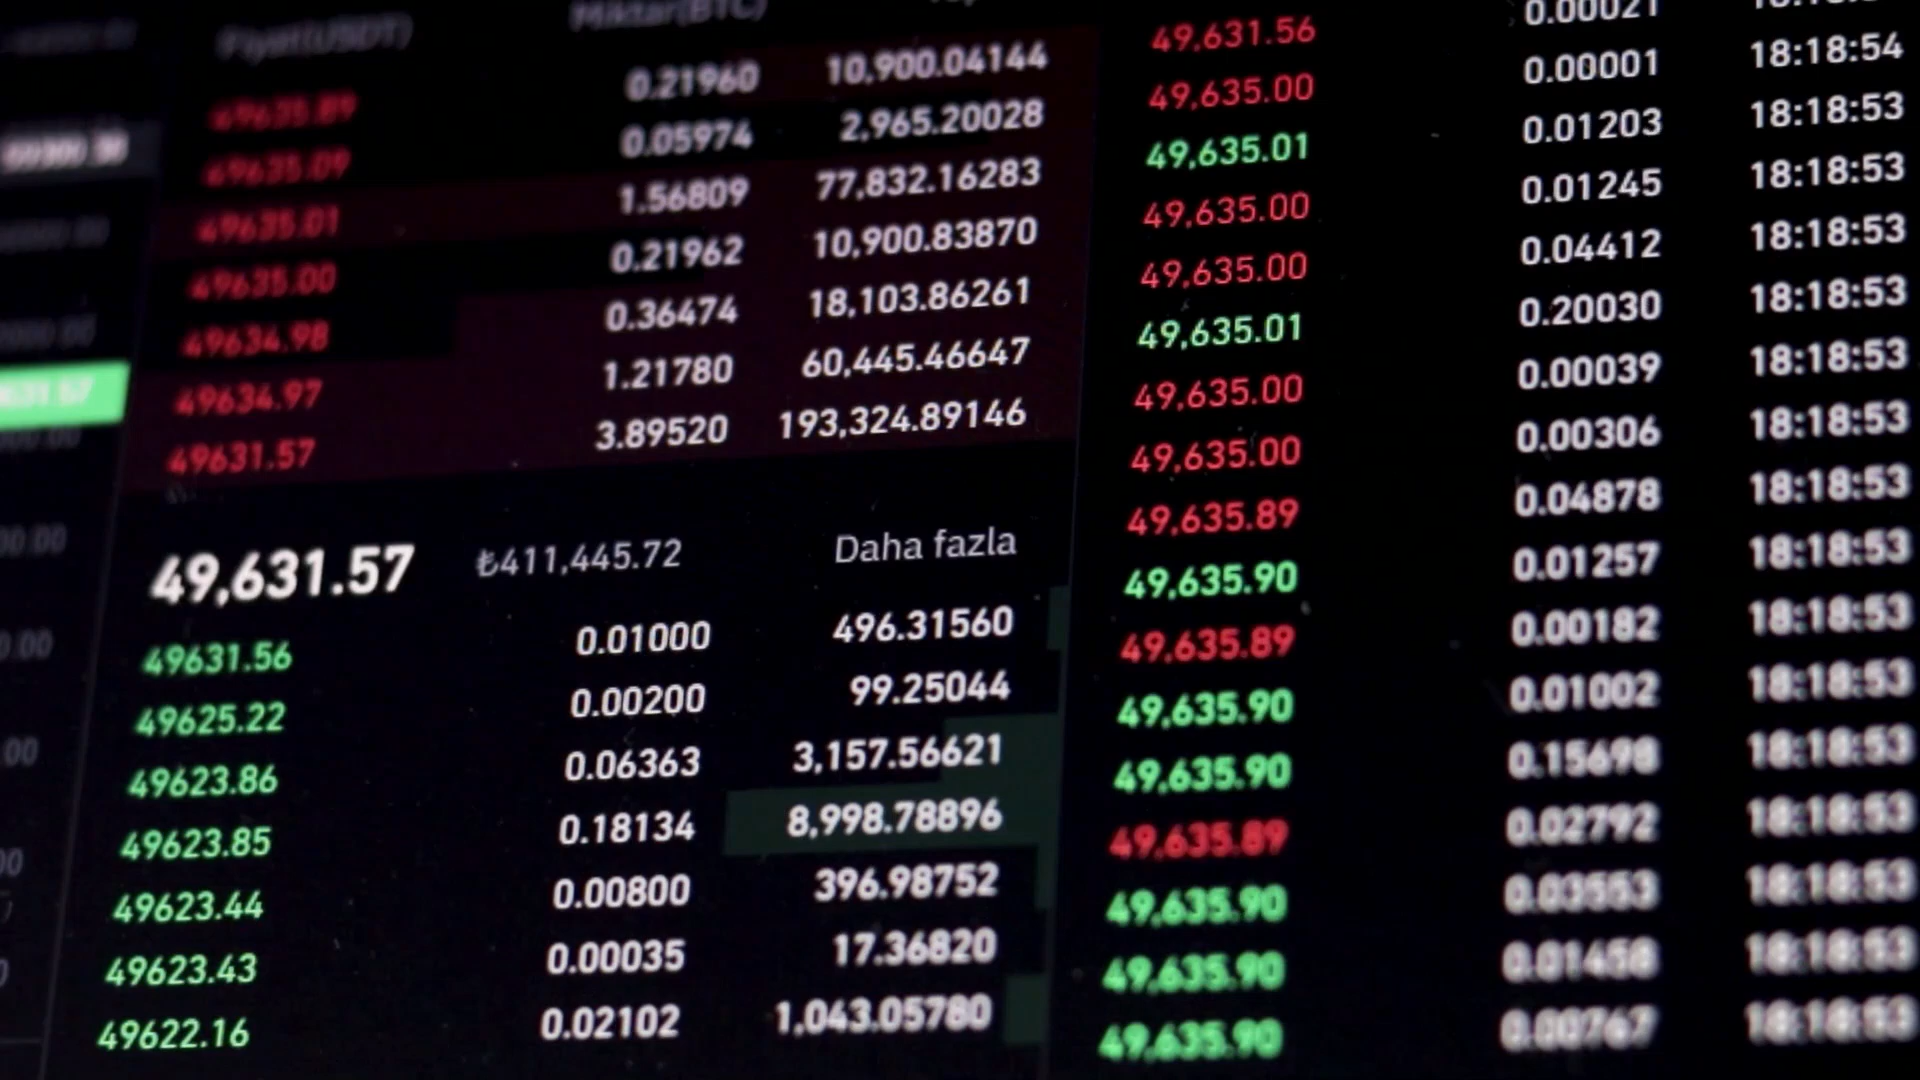 Fiyat(USDT) Miktar(BTC)
49635.89 0.21960 10,900.04144
49635.09 0.05974 2,965.20028
49635.01 1.56809 77,832.16283
49635.00 0.21962 10,900.83870
49634.98 0.36474 18,103.86261
49634.97 1.21780 60,445.46647
49631.57 3.89520 193,324.89146
49,631.57 ₺411,445.72 Daha fazla
49631.56 0.01000 496.31560
49625.22 0.00200 99.25044
49623.86 0.06363 3,157.56621
49623.85 0.18134 8,998.78896
49623.44 0.00800 396.98752
49623.43 0.00035 17.36820
49622.16 0.02102 1,043.05780
49,631.56 0.00021
49,635.00 0.00001 18:18:54
49,635.01 0.01203 18:18:53
49,635.00 0.01245 18:18:53
49,635.00 0.04412 18:18:53
49,635.01 0.20030 18:18:53
49,635.00 0.00039 18:18:53
49,635.00 0.00306 18:18:53
49,635.89 0.04878 18:18:53
49,635.90 0.01257 18:18:53
49,635.89 0.00182 18:18:53
49,635.90 0.01002 18:18:53
49,635.90 0.15698 18:18:53
49,635.89 0.02792 18:18:53
49,635.90 0.03553 18:18:53
49,635.90 0.01458 18:18:53
49,635.90 0.00767 18:18:53